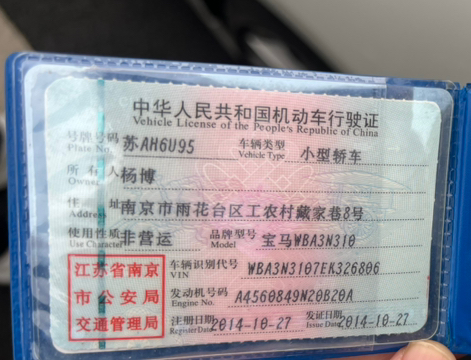 中华人民共和国机动车行驶证
Vehicle License of the People's Republic of China
号牌号码 苏AH6U95 车辆类型 小型轿车
Plate No. Vehicle Type
所有人 杨博
Owner
住址 南京市雨花台区工农村戴家巷8号
Address
使用性质 非营运 品牌型号 宝马WBA3N310
Use Character Model
江苏省南京
市公安局
交通管理局
车辆识别代号 WBA3N3107EK326806
VIN
发动机号码 A4560849N20B20A
Engine No.
注册日期 2014-10-27 发证日期 2014-10-27
Register Date Issue Date